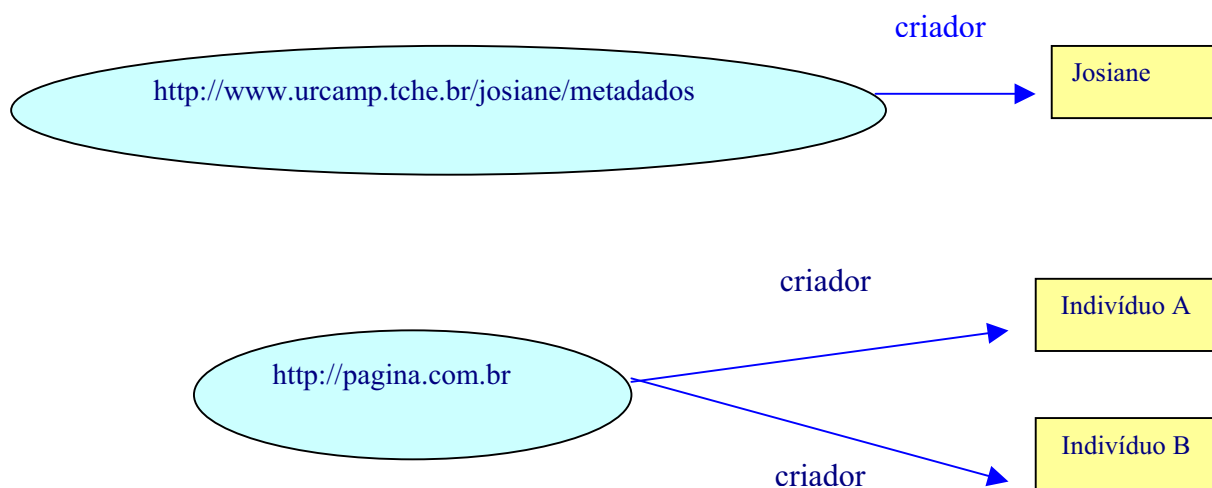 criador
http://www.urcamp.tche.br/josiane/metadados
Josiane
criador
Indivíduo A
http://pagina.com.br
Indivíduo B
criador